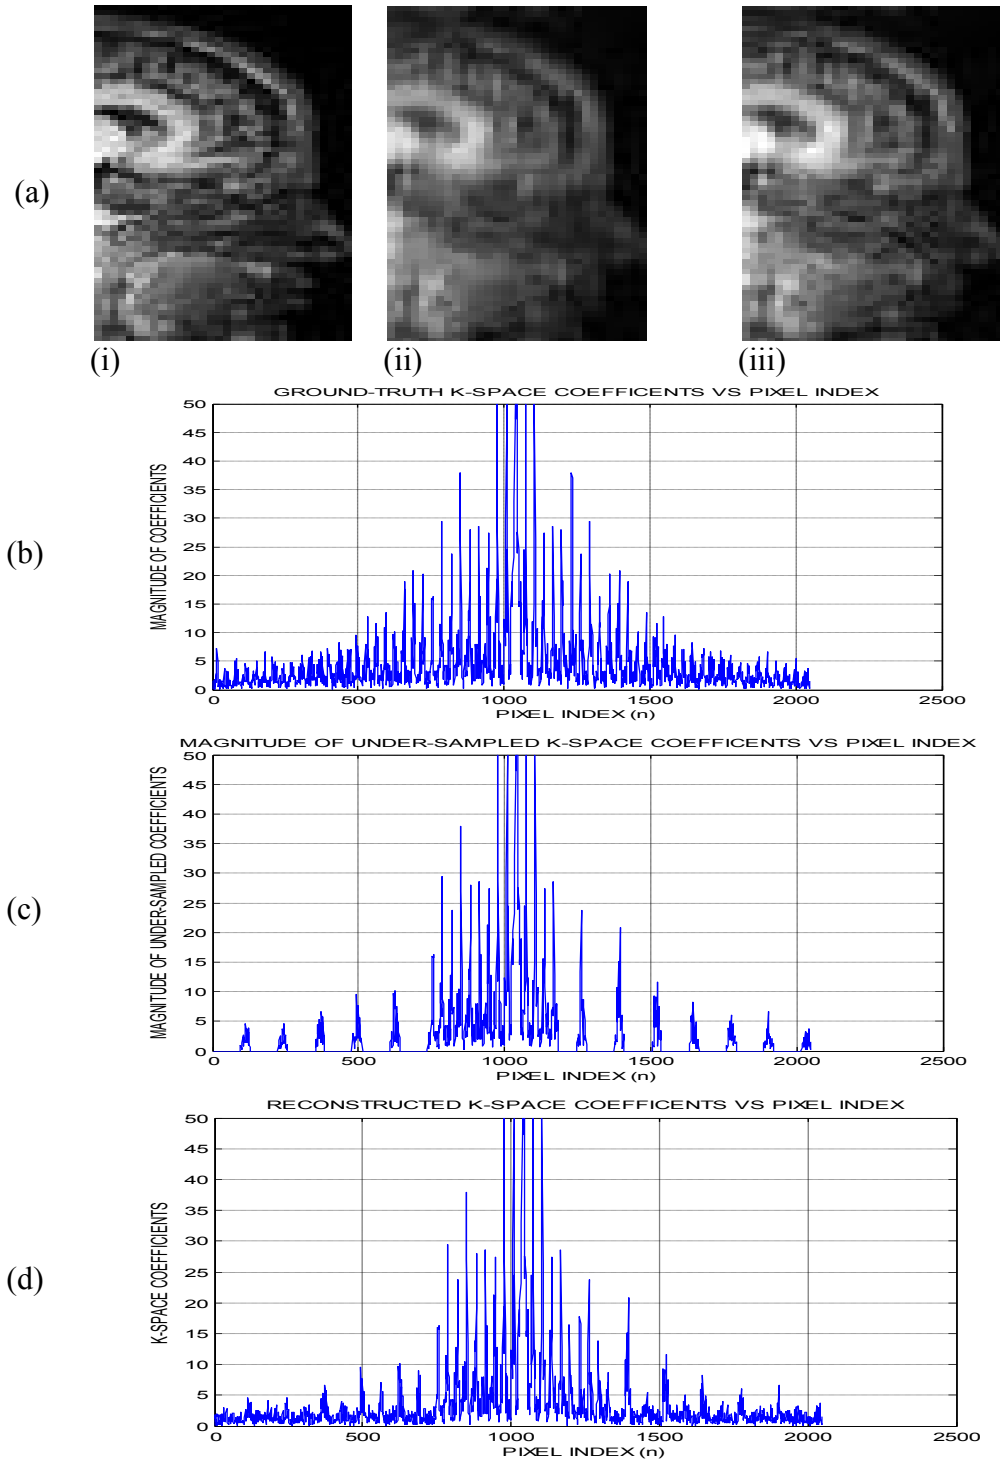 (a)
(i) (ii) (iii)
(b)
GROUND-TRUTH K-SPACE COEFFICENTS VS PIXEL INDEX
MAGNITUDE OF COEFFICIENTS
50
45
40
35
30
25
20
15
10
5
0
0 500 1000 1500 2000 2500
PIXEL INDEX (n)
(c)
MAGNITUDE OF UNDER-SAMPLED K-SPACE COEFFICENTS VS PIXEL INDEX
MAGNITUDE OF UNDER-SAMPLED COEFFICIENTS
50
45
40
35
30
25
20
15
10
5
0
0 500 1000 1500 2000 2500
PIXEL INDEX (n)
(d)
RECONSTRUCTED K-SPACE COEFFICENTS VS PIXEL INDEX
K-SPACE COEFFICIENTS
50
45
40
35
30
25
20
15
10
5
0
0 500 1000 1500 2000 2500
PIXEL INDEX (n)